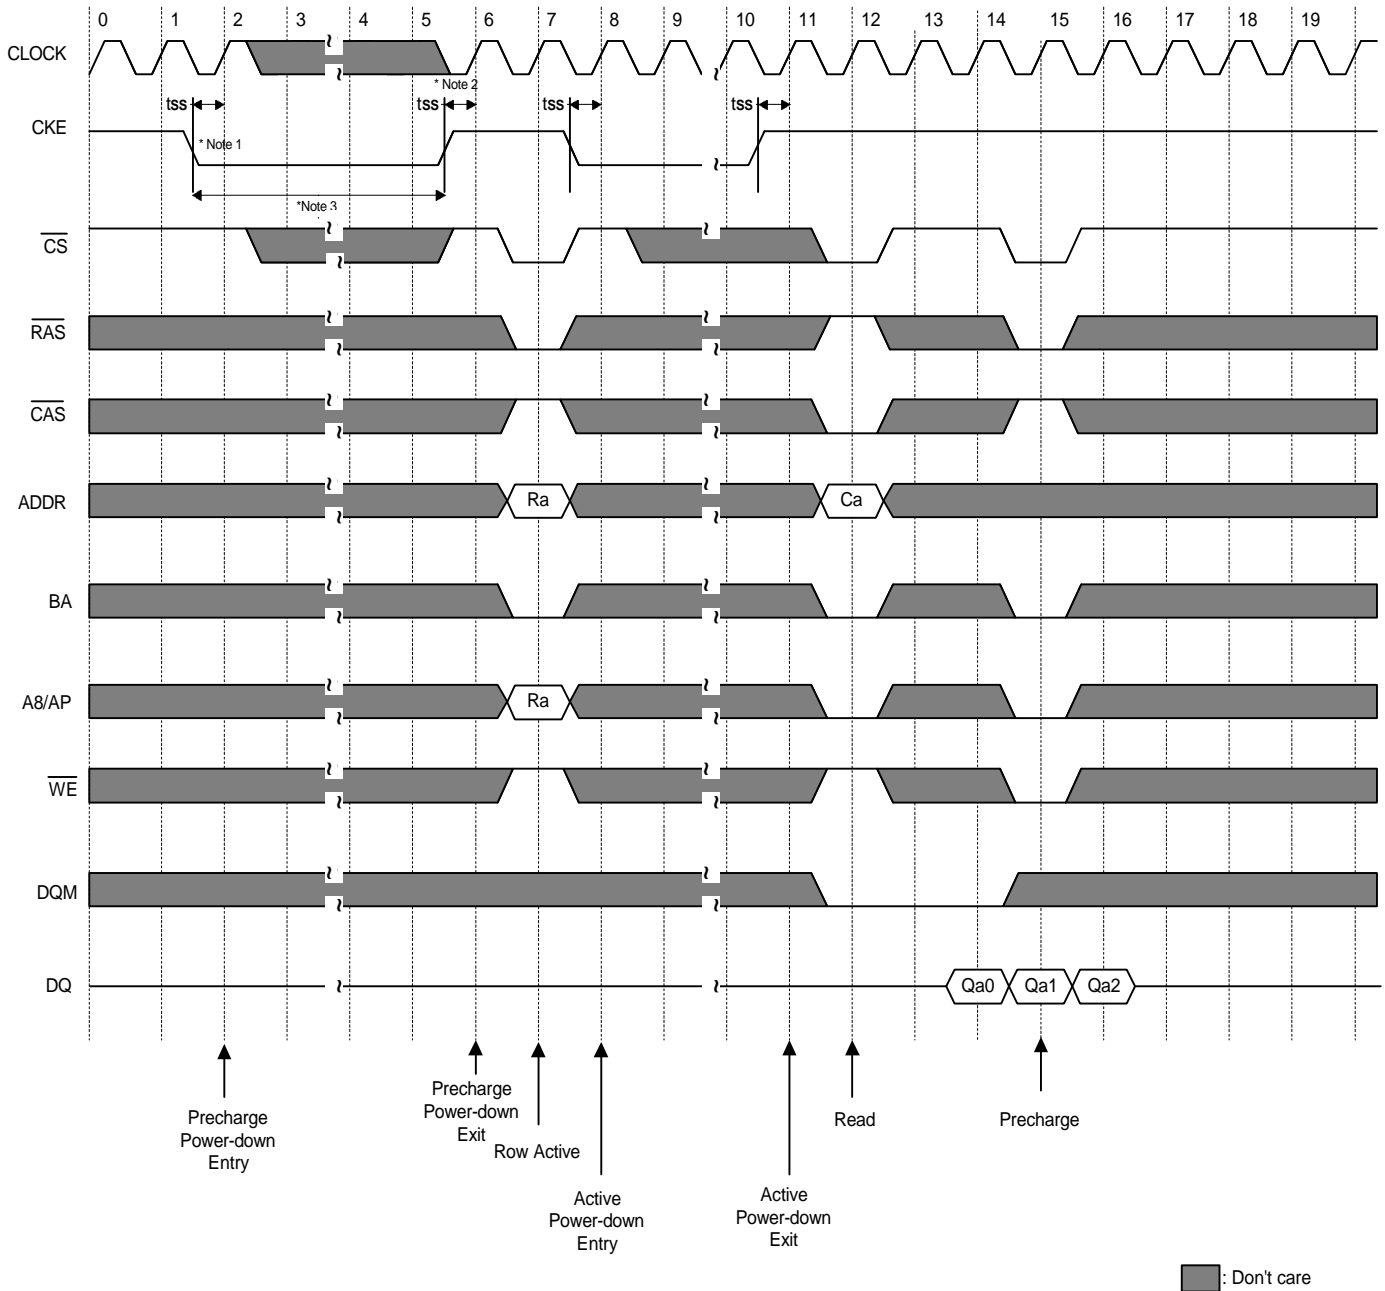 0 1 2 3 4 5 6 7 8 9 10 11 12 13 14 15 16 17 18 19
CLOCK
* Note 2
tss tss tss tss
CKE
* Note 1
*Note 3
CS
RAS
CAS
ADDR Ra Ca
BA
A8/AP Ra
WE
DQM
DQ Qa0 Qa1 Qa2
Precharge
Power-down
Entry
Precharge
Power-down
Exit
Row Active
Active
Power-down
Entry
Active
Power-down
Exit
Read
Precharge
: Don't care